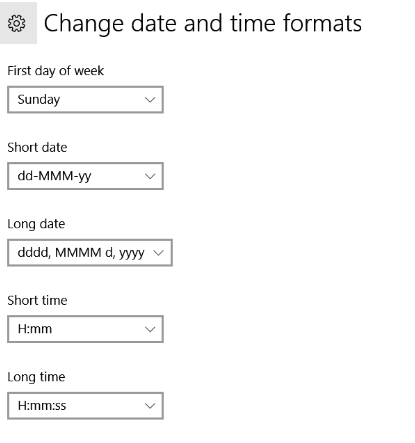 Change date and time formats
First day of week
Sunday
Short date
dd-MMM-yy
Long date
dddd, MMMM d, yyyy
Short time
H:mm
Long time
H:mm:ss